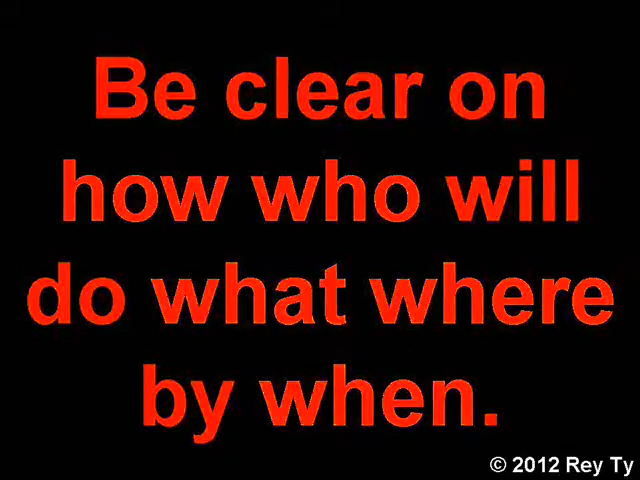 Be clear on
how who will
do what where
by when.
© 2012 Rey Ty